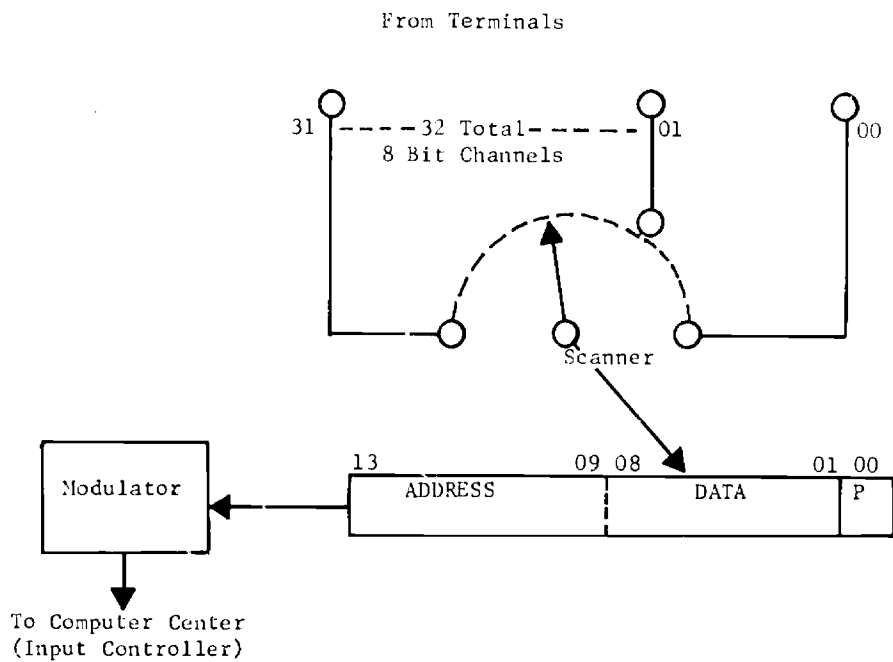 From Terminals
31 32 Total 01 00
8 Bit Channels
Scanner
13 09 08 01 00
Modulator ADDRESS DATA P
To Computer Center
(Input Controller)